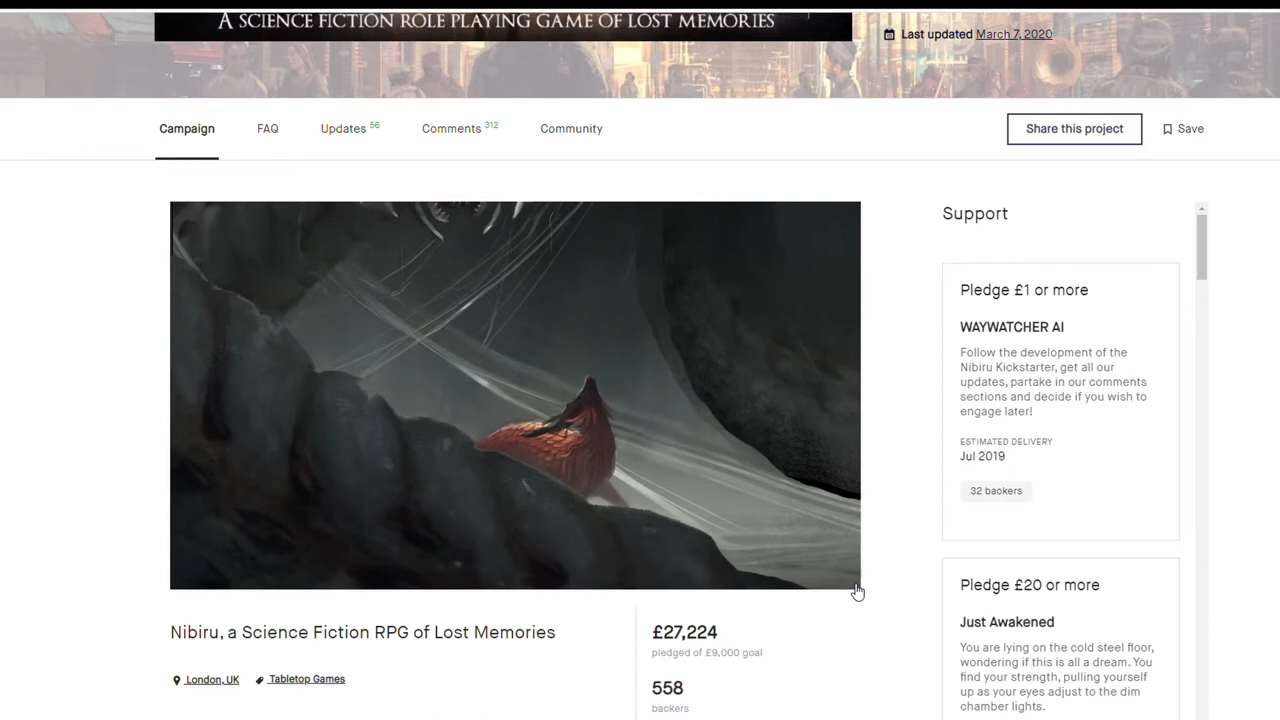 A SCIENCE FICTION ROLE PLAYING GAME OF LOST MEMORIES
Last updated March 7, 2020
Campaign FAQ Updates 56 Comments 312 Community Share this project Save
Support
Pledge £1 or more
WAYWATCHER AI
Follow the development of the
Nibiru Kickstarter, get all our
updates, partake in our comments
sections and decide if you wish to
engage later!
ESTIMATED DELIVERY
Jul 2019
32 backers
Pledge £20 or more
Just Awakened
You are lying on the cold steel floor,
wondering if this is all a dream. You
find your strength, pulling yourself
up as your eyes adjust to the dim
chamber lights.
Nibiru, a Science Fiction RPG of Lost Memories
London, UK Tabletop Games
£27,224
pledged of £9,000 goal
558
backers